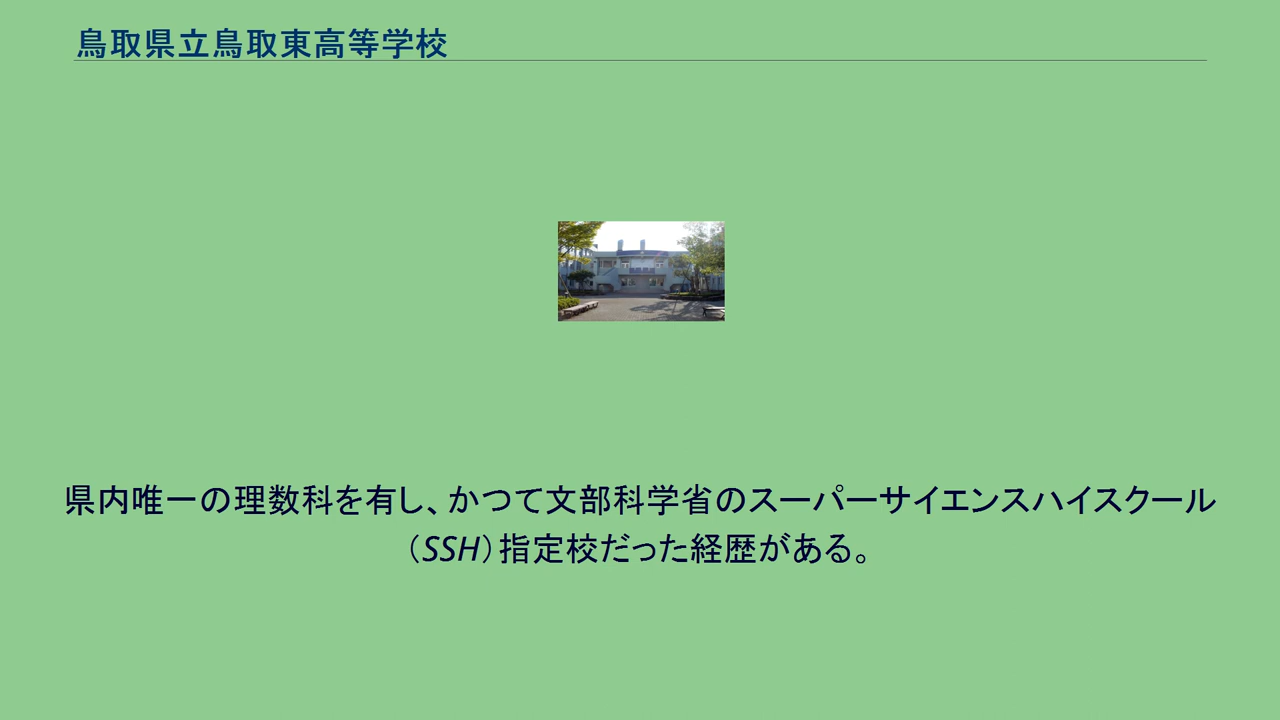 鳥取県立鳥取東高等学校
県内唯一の理数科を有し、かつて文部科学省のスーパーサイエンスハイスクール
（SSH）指定校だった経歴がある。